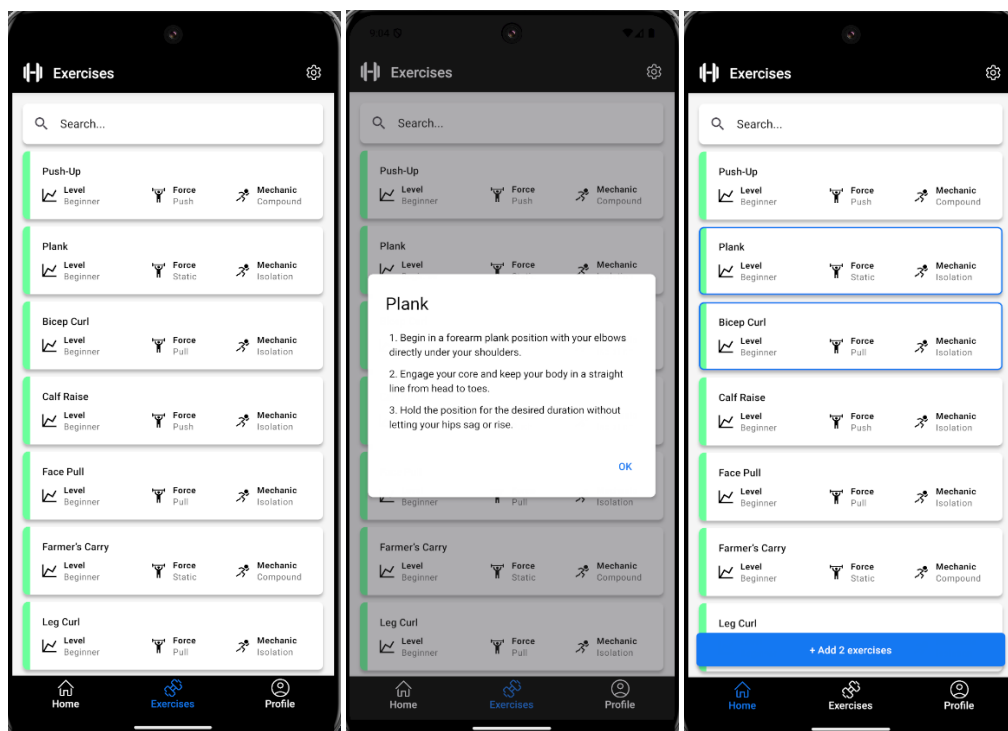 Exercises
Search...
Push-Up
Level Force Mechanic
Beginner Push Compound
Plank
Level Force Mechanic
Beginner Static Isolation
Bicep Curl
Level Force Mechanic
Beginner Pull Isolation
Calf Raise
Level Force Mechanic
Beginner Push Isolation
Face Pull
Level Force Mechanic
Beginner Pull Isolation
Farmer's Carry
Level Force Mechanic
Beginner Static Compound
Leg Curl
Level Force Mechanic
Beginner Pull Isolation
Home Exercises Profile
9:04
Exercises
Search...
Push-Up
Level Force Mechanic
Beginner Push Compound
Plank
Level Force Mechanic
Plank
1. Begin in a forearm plank position with your elbows
directly under your shoulders.
2. Engage your core and keep your body in a straight
line from head to toes.
3. Hold the position for the desired duration without
letting your hips sag or rise.
OK
Beginner Pull Isolation
Farmer's Carry
Level Force Mechanic
Beginner Static Compound
Leg Curl
Level Force Mechanic
Beginner Pull Isolation
Home Exercises Profile
Exercises
Search...
Push-Up
Level Force Mechanic
Beginner Push Compound
Plank
Level Force Mechanic
Beginner Static Isolation
Bicep Curl
Level Force Mechanic
Beginner Pull Isolation
Calf Raise
Level Force Mechanic
Beginner Push Isolation
Face Pull
Level Force Mechanic
Beginner Pull Isolation
Farmer's Carry
Level Force Mechanic
Beginner Static Compound
Leg Curl
+ Add 2 exercises
Home Exercises Profile